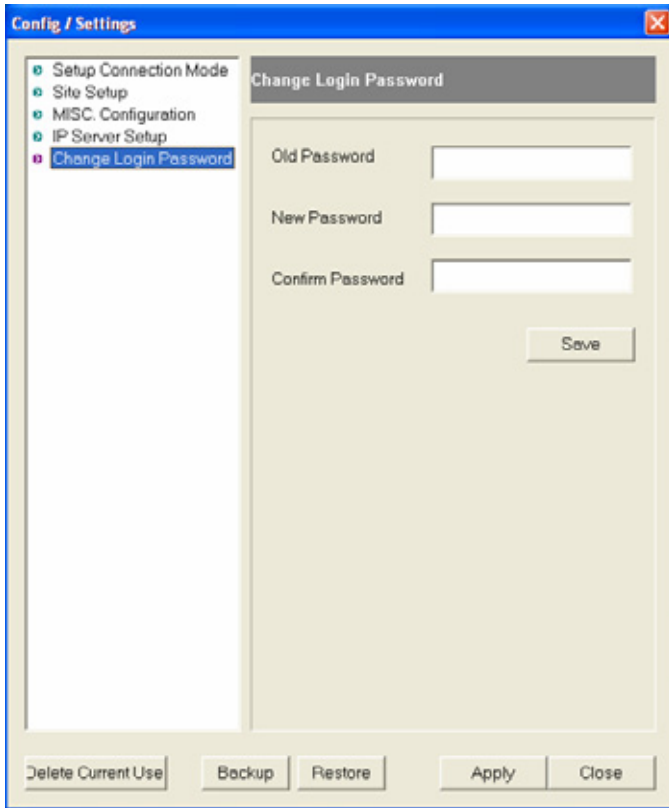 Config / Settings
Setup Connection Mode
Site Setup
MISC. Configuration
IP Server Setup
Change Login Password
Change Login Password
Old Password
New Password
Confirm Password
Save
Delete Current Use
Backup
Restore
Apply
Close